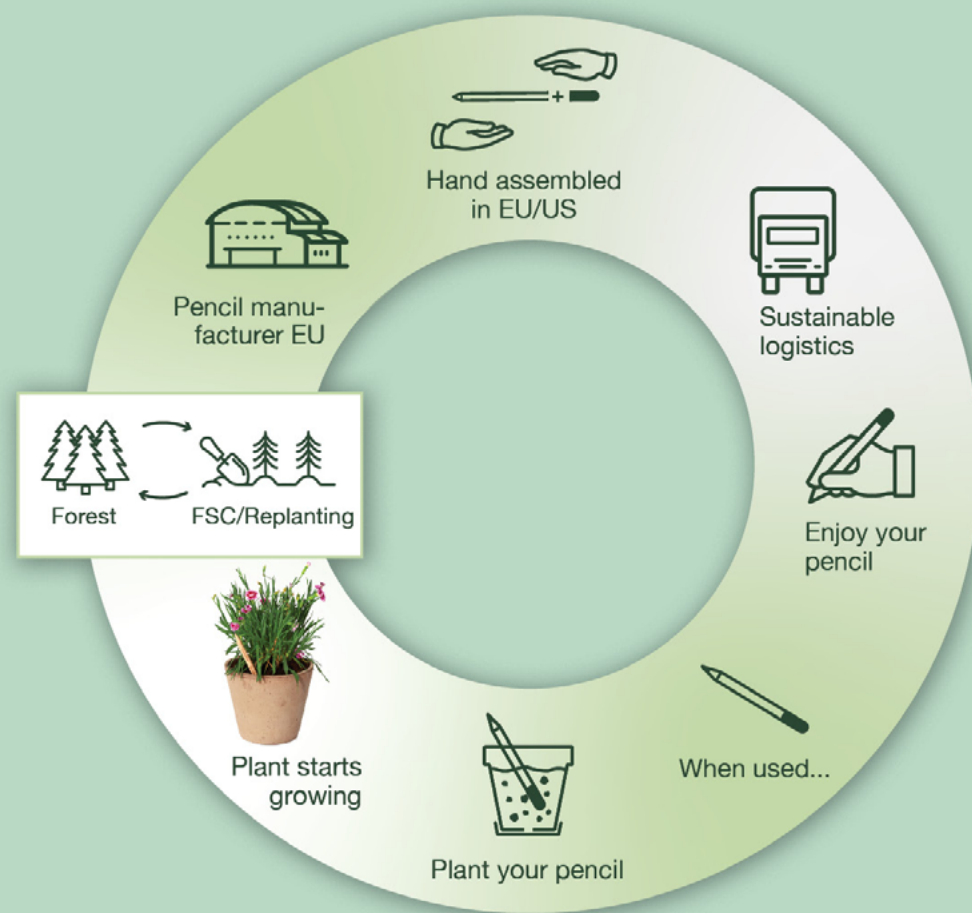 Hand assembled
in EU/US
Sustainable
logistics
Enjoy your
pencil
When used...
Plant your pencil
Plant starts
growing
Forest
FSC/Replanting
Pencil manu-
facturer EU